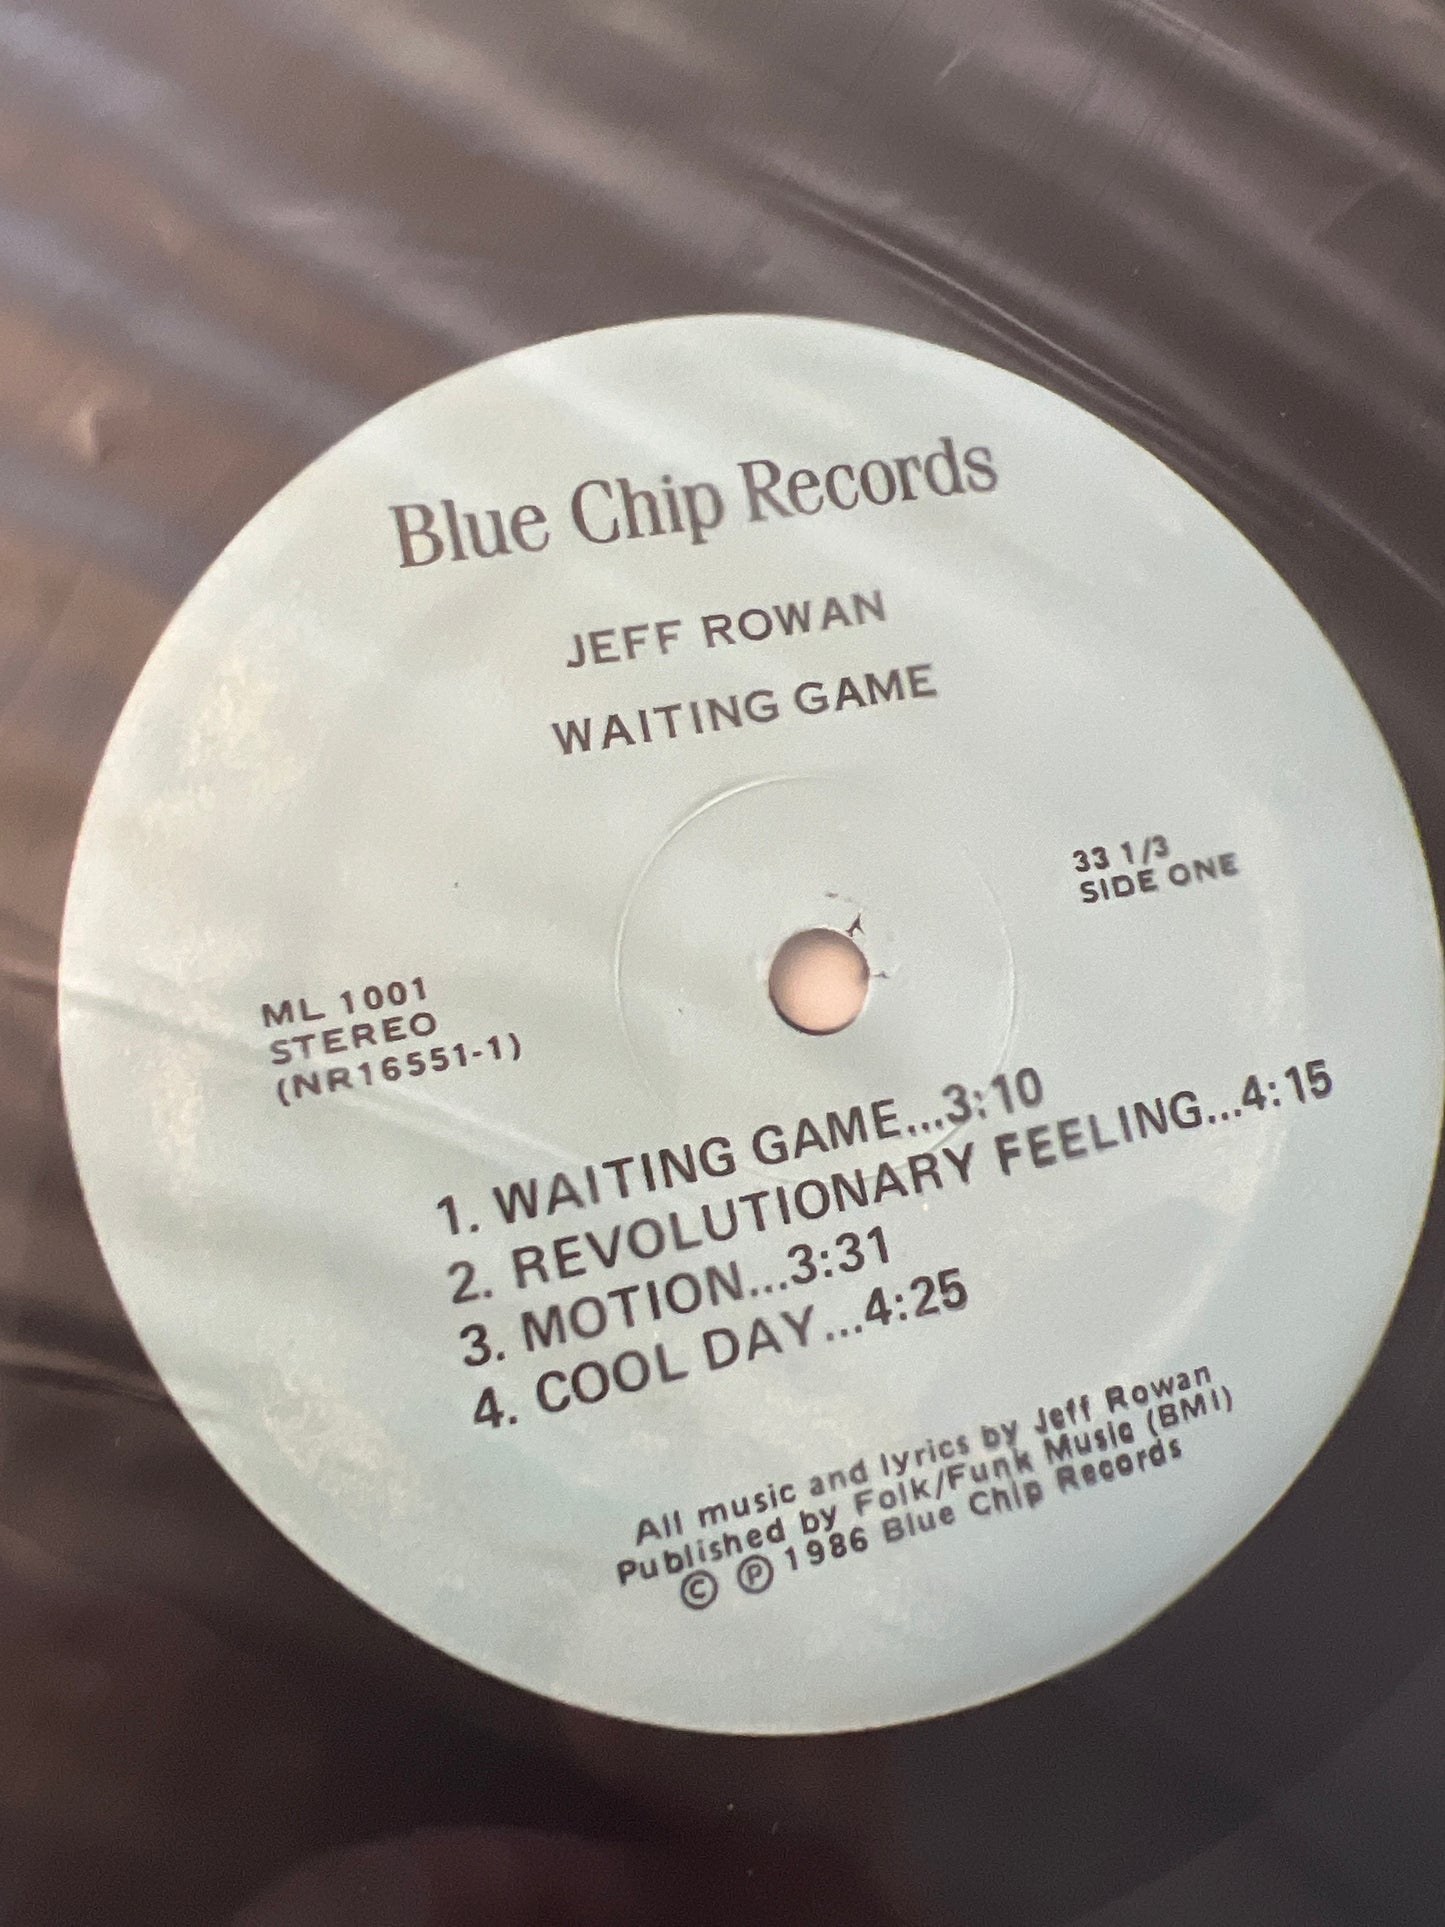 Blue Chip Records
JEFF ROWAN
WAITING GAME
33 1/3
SIDE ONE
ML 1001
STEREO
(NR16551-1)
1. WAITING GAME...3:10
2. REVOLUTIONARY FEELING...4:15
3. MOTION...3:31
4. COOL DAY...4:25
All music and lyrics by Jeff Rowan
Published by Folk/Funk Music (BMI)
© ℗ 1986 Blue Chip Records